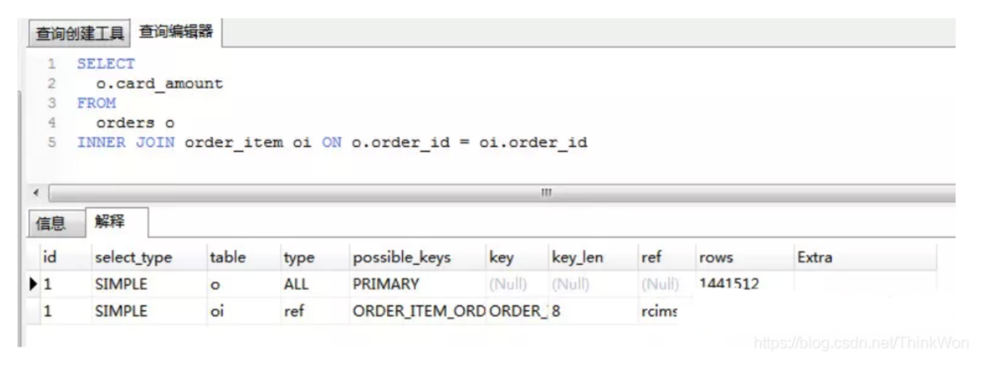 查询创建工具 查询编辑器
1 SELECT
2 o.card_amount
3 FROM
4 orders o
5 INNER JOIN order_item oi ON o.order_id = oi.order_id
信息 解释
id select_type table type possible_keys key key_len ref rows Extra
1 SIMPLE o ALL PRIMARY (Null) (Null) (Null) 1441512
1 SIMPLE oi ref ORDER_ITEM_ORD ORDER_ 8 rcims
https://blog.csdn.net/ThinkWon